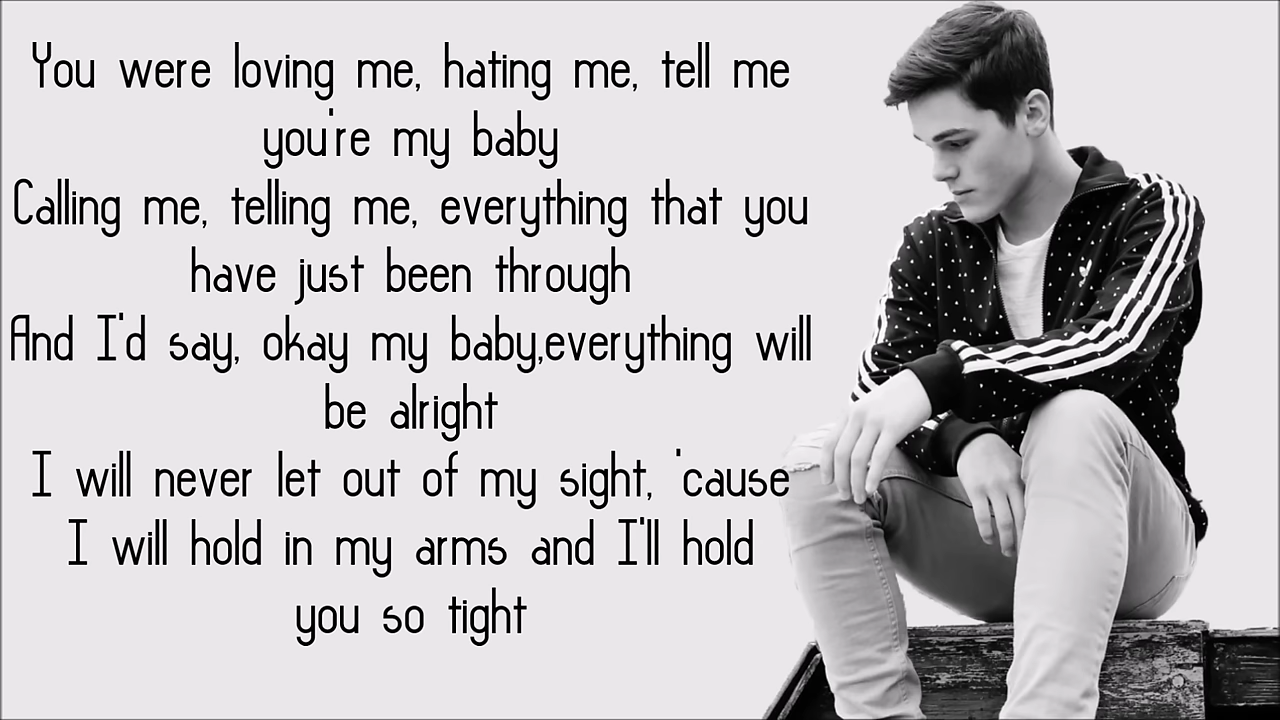 You were loving me, hating me, tell me
you're my baby
Calling me, telling me, everything that you
have just been through
And I'd say, okay my baby,everything will
be alright
I will never let out of my sight, 'cause
I will hold in my arms and I'll hold
you so tight